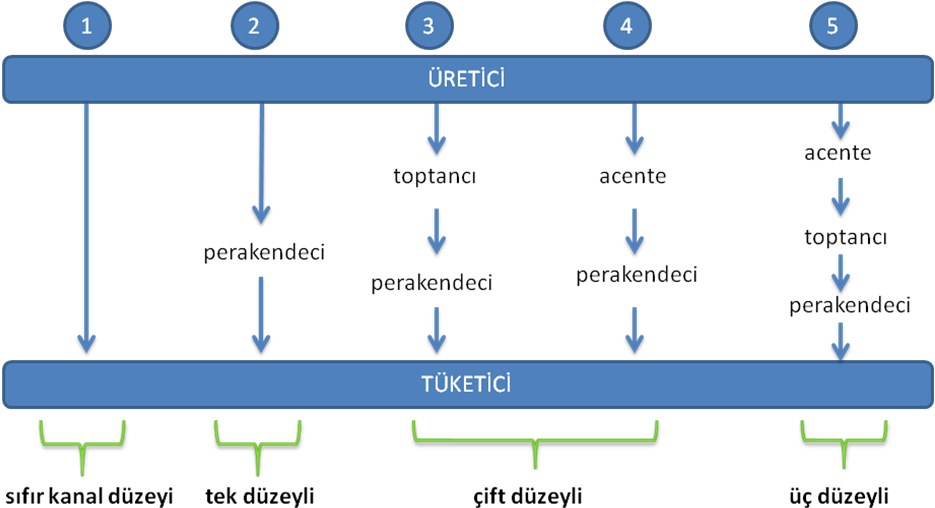 1 2 3 4 5
ÜRETİCİ
acente
toptancı acente
toptancı
perakendeci
perakendeci perakendeci
perakendeci
TÜKETİCİ
sıfır kanal düzeyi tek düzeyli çift düzeyli üç düzeyli